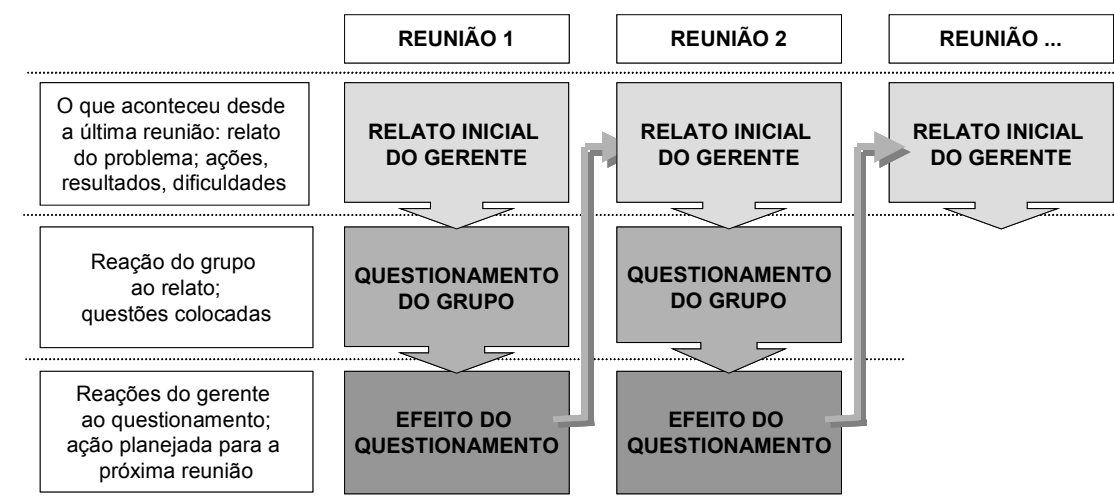 REUNIÃO 1
REUNIÃO 2
REUNIÃO ...
O que aconteceu desde
a última reunião: relato
do problema; ações,
resultados, dificuldades
RELATO INICIAL
DO GERENTE
RELATO INICIAL
DO GERENTE
RELATO INICIAL
DO GERENTE
Reação do grupo
ao relato;
questões colocadas
QUESTIONAMENTO
DO GRUPO
QUESTIONAMENTO
DO GRUPO
Reações do gerente
ao questionamento;
ação planejada para a
próxima reunião
EFEITO DO
QUESTIONAMENTO
EFEITO DO
QUESTIONAMENTO